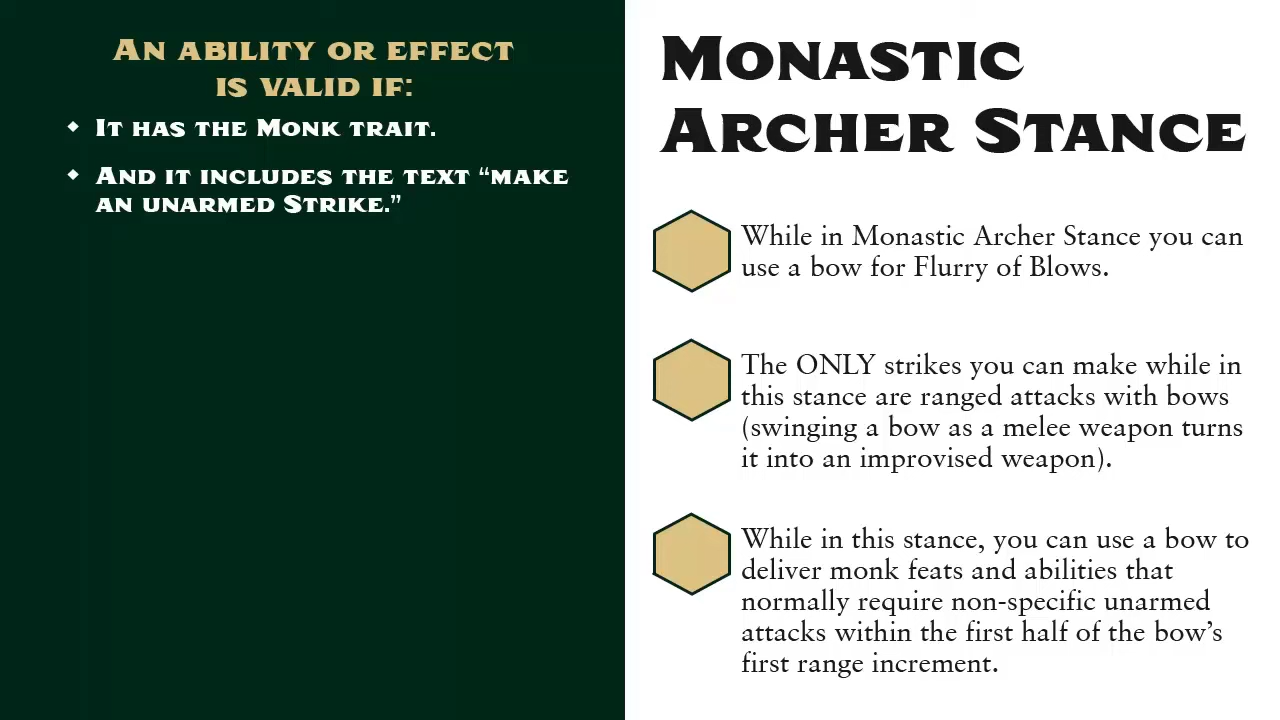 An ability or effect
is valid if:
It has the Monk trait.
And it includes the text “make
an unarmed Strike.”
Monastic
Archer Stance
While in Monastic Archer Stance you can
use a bow for Flurry of Blows.
The ONLY strikes you can make while in
this stance are ranged attacks with bows
(swinging a bow as a melee weapon turns
it into an improvised weapon).
While in this stance, you can use a bow to
deliver monk feats and abilities that
normally require non-specific unarmed
attacks within the first half of the bow’s
first range increment.